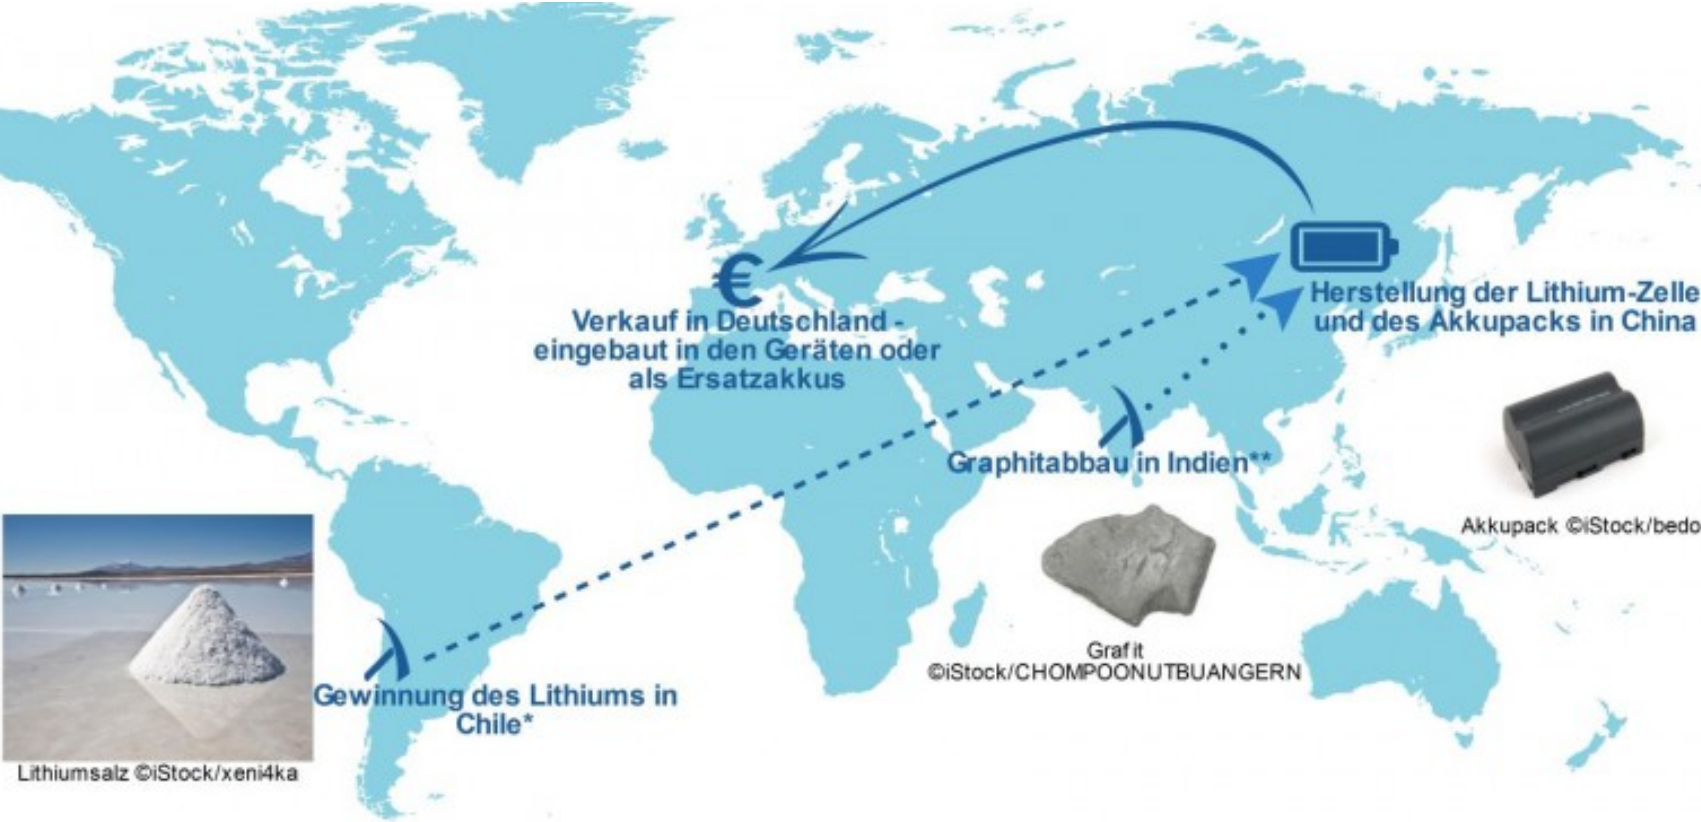 €
Verkauf in Deutschland -
eingebaut in den Geräten oder
als Ersatzakkus
Herstellung der Lithium-Zelle
und des Akkupacks in China
Graphitabbau in Indien**
Akkupack ©iStock/bedo
Grafit
©iStock/CHOMPOONUTBUANGERN
Gewinnung des Lithiums in
Chile*
Lithiumsalz ©iStock/xeni4ka